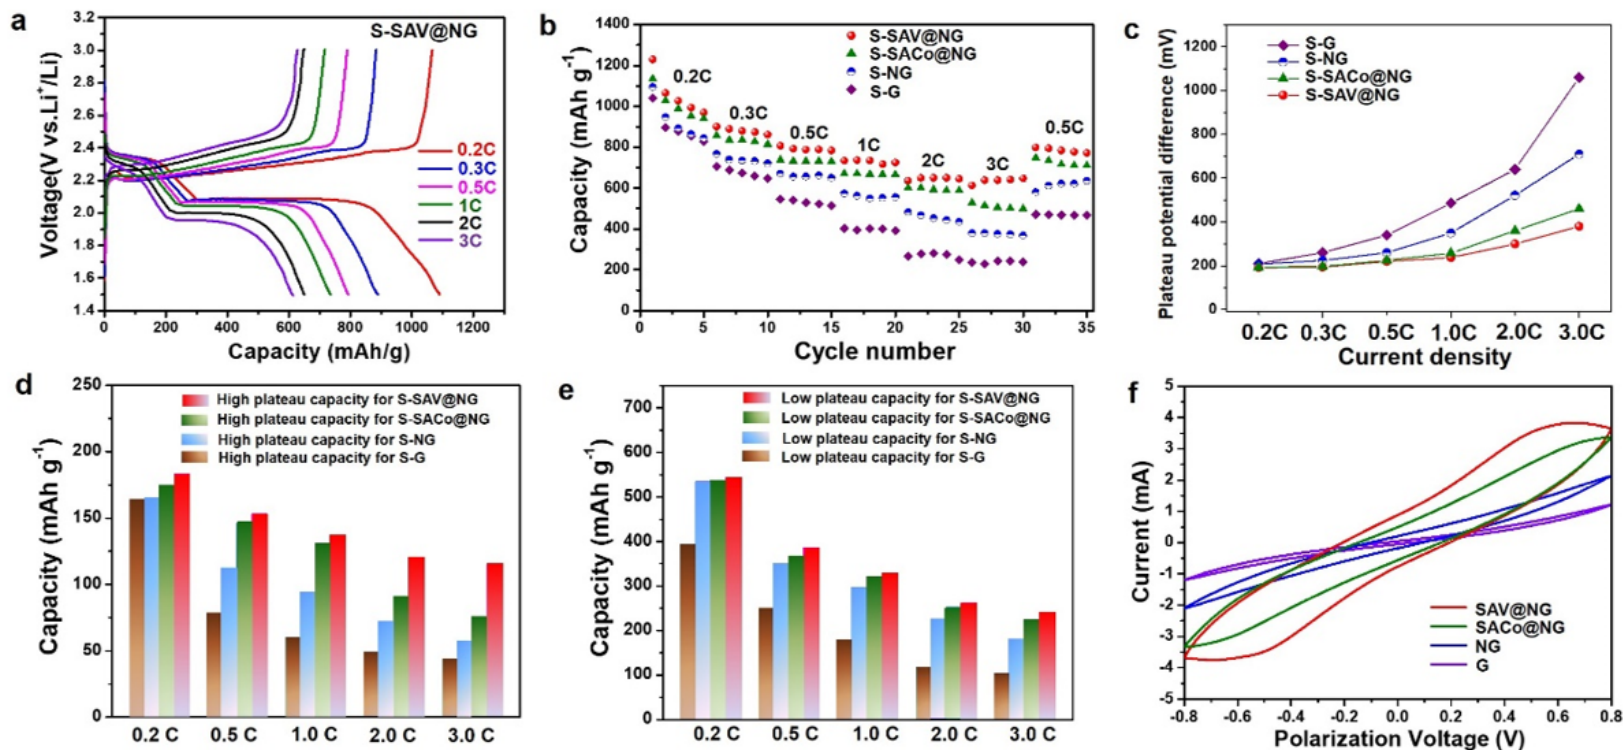 a
S-SAV@NG
Voltage(V vs.Li+/Li)
3.2
3.0
2.8
2.6
2.4
2.2
2.0
1.8
1.6
1.4
0.2C
0.3C
0.5C
1C
2C
3C
0 200 400 600 800 1000 1200
Capacity (mAh/g)
b
Capacity (mAh g-1)
1400
1200
1000
800
600
400
200
0
S-SAV@NG
S-SACo@NG
S-NG
S-G
0.2C
0.3C
0.5C
1C
2C
3C
0.5C
0 5 10 15 20 25 30 35
Cycle number
c
Plateau potential difference (mV)
1200
1000
800
600
400
200
0
S-G
S-NG
S-SACo@NG
S-SAV@NG
0.2C 0.3C 0.5C 1.0C 2.0C 3.0C
Current density
d
Capacity (mAh g-1)
250
200
150
100
50
0
High plateau capacity for S-SAV@NG
High plateau capacity for S-SACo@NG
High plateau capacity for S-NG
High plateau capacity for S-G
0.2 C 0.5 C 1.0 C 2.0 C 3.0 C
e
Capacity (mAh g-1)
700
600
500
400
300
200
100
0
Low plateau capacity for S-SAV@NG
Low plateau capacity for S-SACo@NG
Low plateau capacity for S-NG
Low plateau capacity for S-G
0.2 C 0.5 C 1.0 C 2.0 C 3.0 C
f
Current (mA)
5
4
3
2
1
0
-1
-2
-3
-4
-5
SAV@NG
SACo@NG
NG
G
-0.8 -0.6 -0.4 -0.2 0.0 0.2 0.4 0.6 0.8
Polarization Voltage (V)